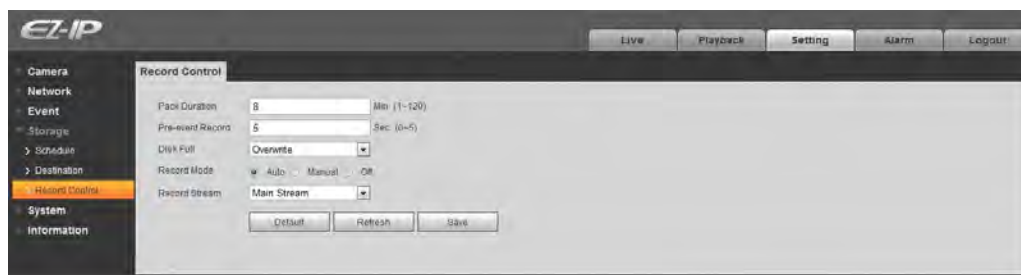 EZ-IP
Live Playback Setting Alarm Logout
Camera
Network
Event
Storage
Schedule
Destination
Record Control
System
Information
Record Control
Pack Duration 8 Min. (1~120)
Pre-event Record 5 Sec. (0~5)
Disk Full Overwrite
Record Mode Auto Manual Off
Record Stream Main Stream
Default Refresh Save